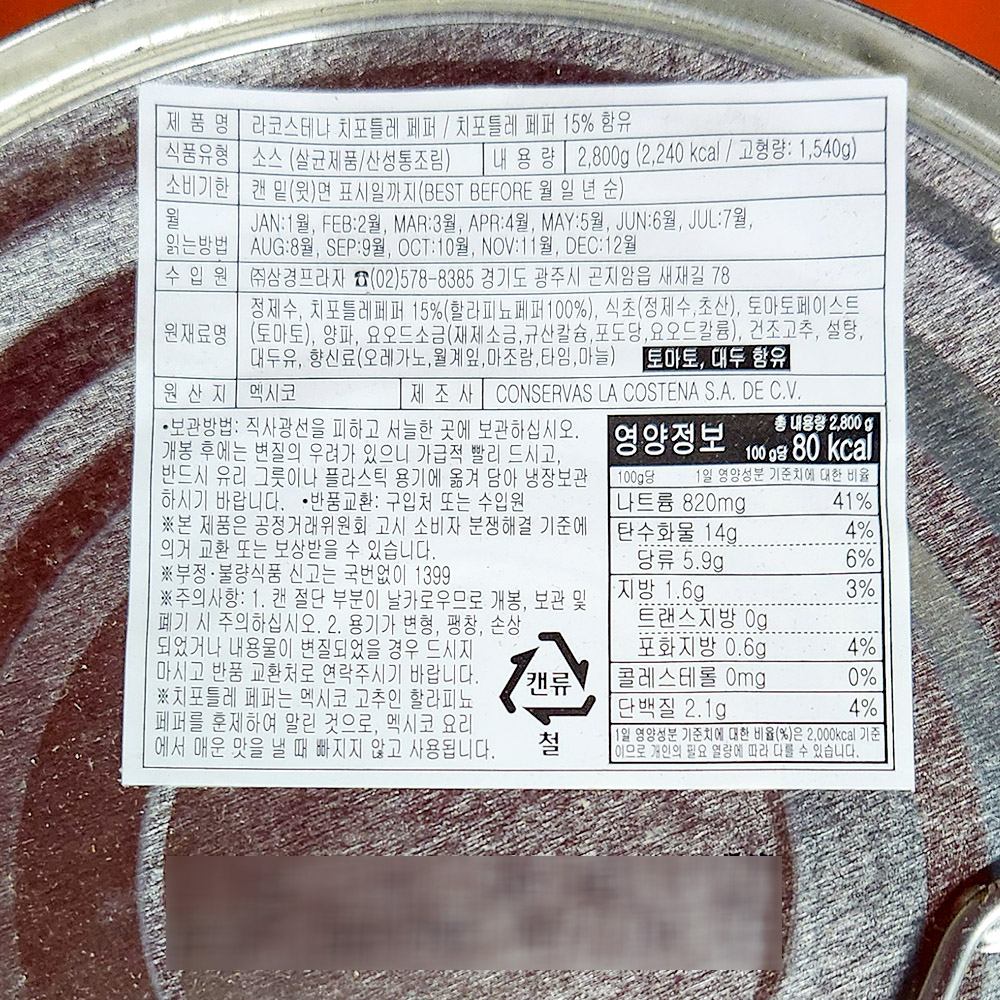 제 품 명 라코스테냐 치포틀레 페퍼 / 치포틀레 페퍼 15% 함유
식품유형 소스 (살균제품/산성통조림) 내 용 량 2,800g (2,240 kcal / 고형량: 1,540g)
소비기한 캔 밑(윗)면 표시일까지(BEST BEFORE 월 일 년 순)
월 읽는방법
JAN:1월, FEB:2월, MAR:3월, APR:4월, MAY:5월, JUN:6월, JUL:7월,
AUG:8월, SEP:9월, OCT:10월, NOV:11월, DEC:12월
수 입 원 ㈜삼경프라자 ☎(02)578-8385 경기도 광주시 곤지암읍 새재길 78
원재료명
정제수, 치포틀레페퍼 15%(할라피뇨페퍼100%), 식초(정제수,초산), 토마토페이스트
(토마토), 양파, 요오드소금(재제소금,규산칼슘,포도당,요오드칼륨), 건조고추, 설탕,
대두유, 향신료(오레가노,월계잎,마조람,타임,마늘) 토마토, 대두 함유
원 산 지 멕시코 제 조 사 CONSERVAS LA COSTENA S.A. DE C.V.
•보관방법: 직사광선을 피하고 서늘한 곳에 보관하십시오.
개봉 후에는 변질의 우려가 있으니 가급적 빨리 드시고,
반드시 유리 그릇이나 플라스틱 용기에 옮겨 담아 냉장보관
하시기 바랍니다. •반품교환: 구입처 또는 수입원
※본 제품은 공정거래위원회 고시 소비자 분쟁해결 기준에
의거 교환 또는 보상받을 수 있습니다.
※부정·불량식품 신고는 국번없이 1399
※주의사항: 1. 캔 절단 부분이 날카로우므로 개봉, 보관 및
폐기 시 주의하십시오. 2. 용기가 변형, 팽창, 손상
되었거나 내용물이 변질되었을 경우 드시지
마시고 반품 교환처로 연락주시기 바랍니다.
※치포틀레 페퍼는 멕시코 고추인 할라피뇨
페퍼를 훈제하여 말린 것으로, 멕시코 요리
에서 매운 맛을 낼 때 빠지지 않고 사용됩니다.
캔류
철
영양정보 총 내용량 2,800 g
100 g당 80 kcal
100g당 1일 영양성분 기준치에 대한 비율
나트륨 820mg 41%
탄수화물 14g 4%
당류 5.9g 6%
지방 1.6g 3%
트랜스지방 0g
포화지방 0.6g 4%
콜레스테롤 0mg 0%
단백질 2.1g 4%
1일 영양성분 기준치에 대한 비율(%)은 2,000kcal 기준
이므로 개인의 필요 열량에 따라 다를 수 있습니다.